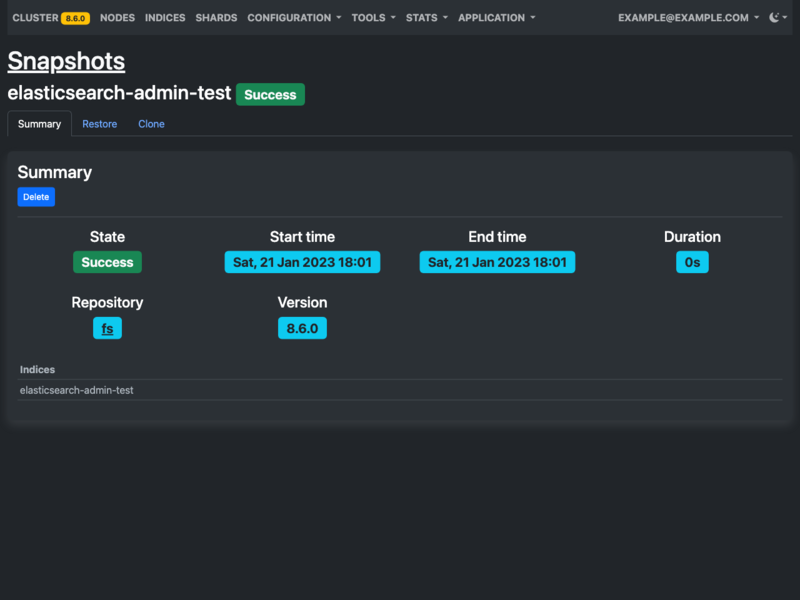 CLUSTER 8.6.0 NODES INDICES SHARDS CONFIGURATION TOOLS STATS APPLICATION EXAMPLE@EXAMPLE.COM
Snapshots
elasticsearch-admin-test Success
Summary Restore Clone
Summary
Delete
State Start time End time Duration
Success Sat, 21 Jan 2023 18:01 Sat, 21 Jan 2023 18:01 0s
Repository Version
fs 8.6.0
Indices
elasticsearch-admin-test